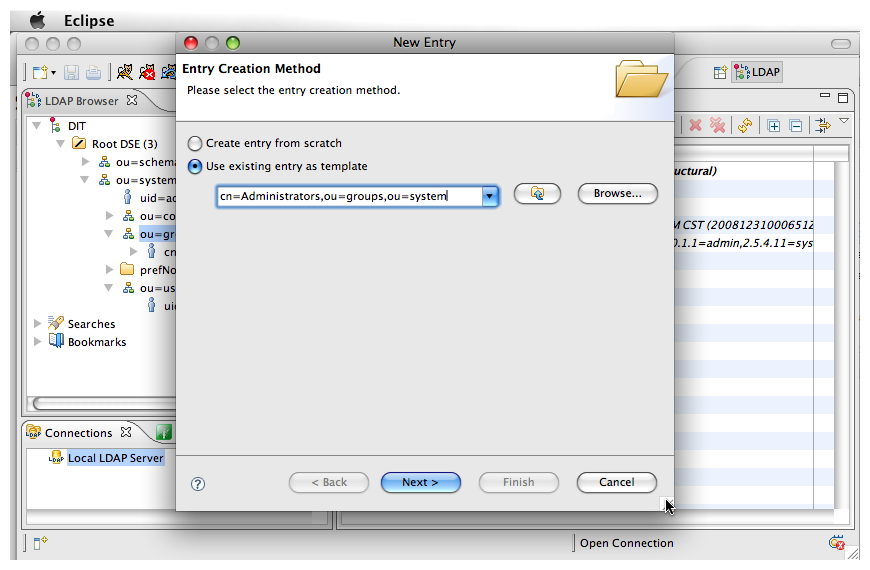 Eclipse
New Entry
LDAP
Entry Creation Method
Please select the entry creation method.
LDAP Browser
DIT
Root DSE (3)
ou=schema
ou=system
ou=co
ou=gr
cn
prefNo
ou=us
uid
Searches
Bookmarks
Create entry from scratch
Use existing entry as template
cn=Administrators,ou=groups,ou=system
Browse...
uctural)
M CST (20081231000651Z
0.1.1=admin,2.5.4.11=sys
Connections
Local LDAP Server
?
< Back
Next >
Finish
Cancel
Open Connection